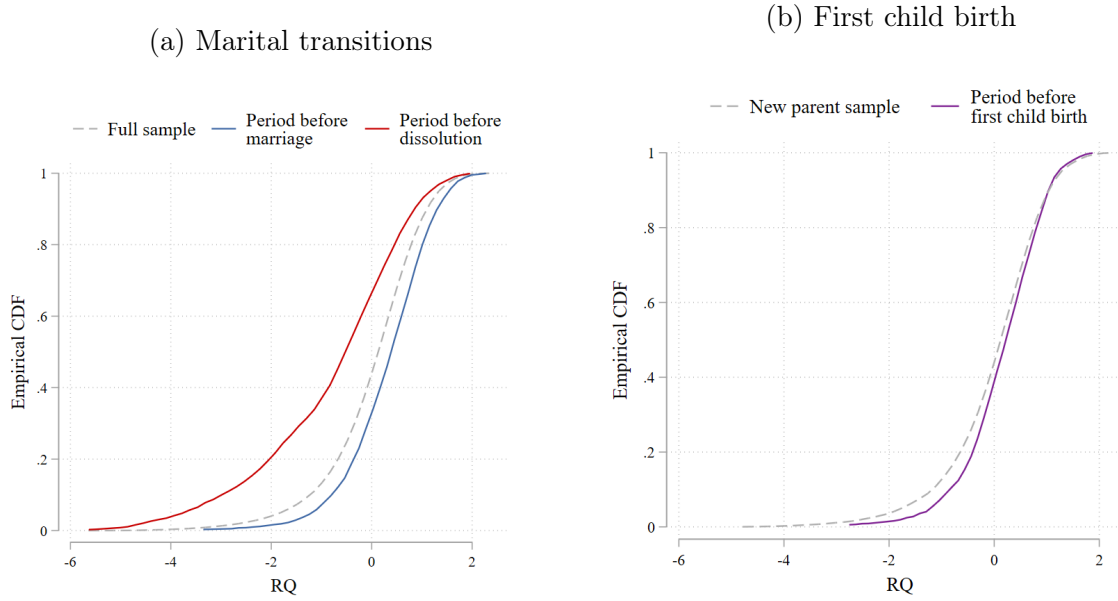 (a) Marital transitions
Full sample
Period before
marriage
Period before
dissolution
1
.8
.6
.4
.2
0
Empirical CDF
-6
-4
-2
0
2
RQ
(b) First child birth
New parent sample
Period before
first child birth
1
.8
.6
.4
.2
0
Empirical CDF
-6
-4
-2
0
2
RQ